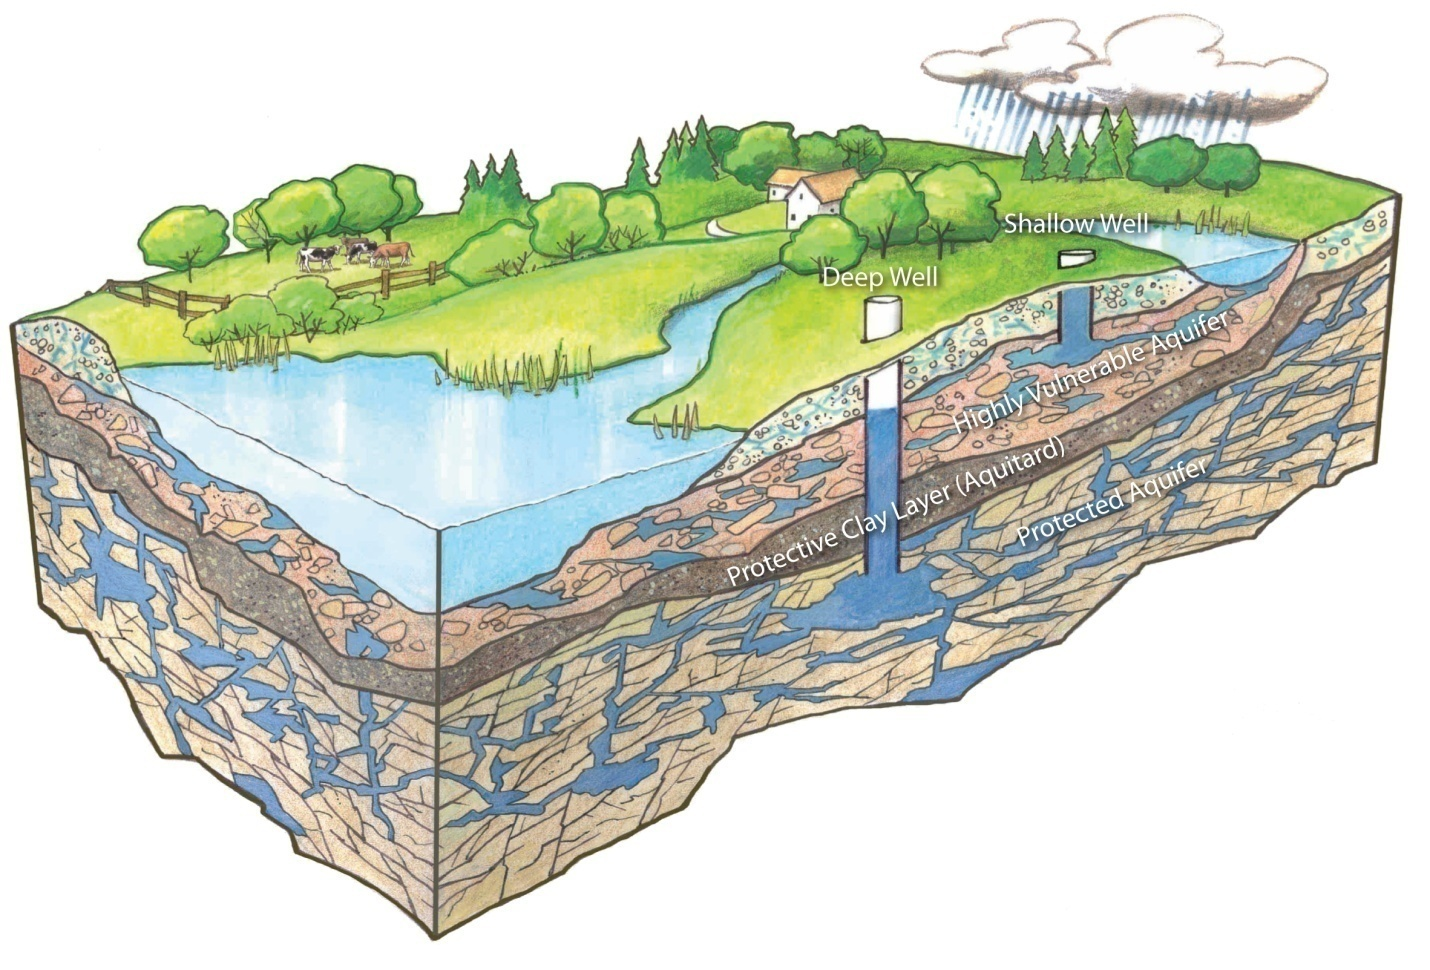 Shallow Well
Deep Well
Highly Vulnerable Aquifer
Protective Clay Layer (Aquitard)
Protected Aquifer